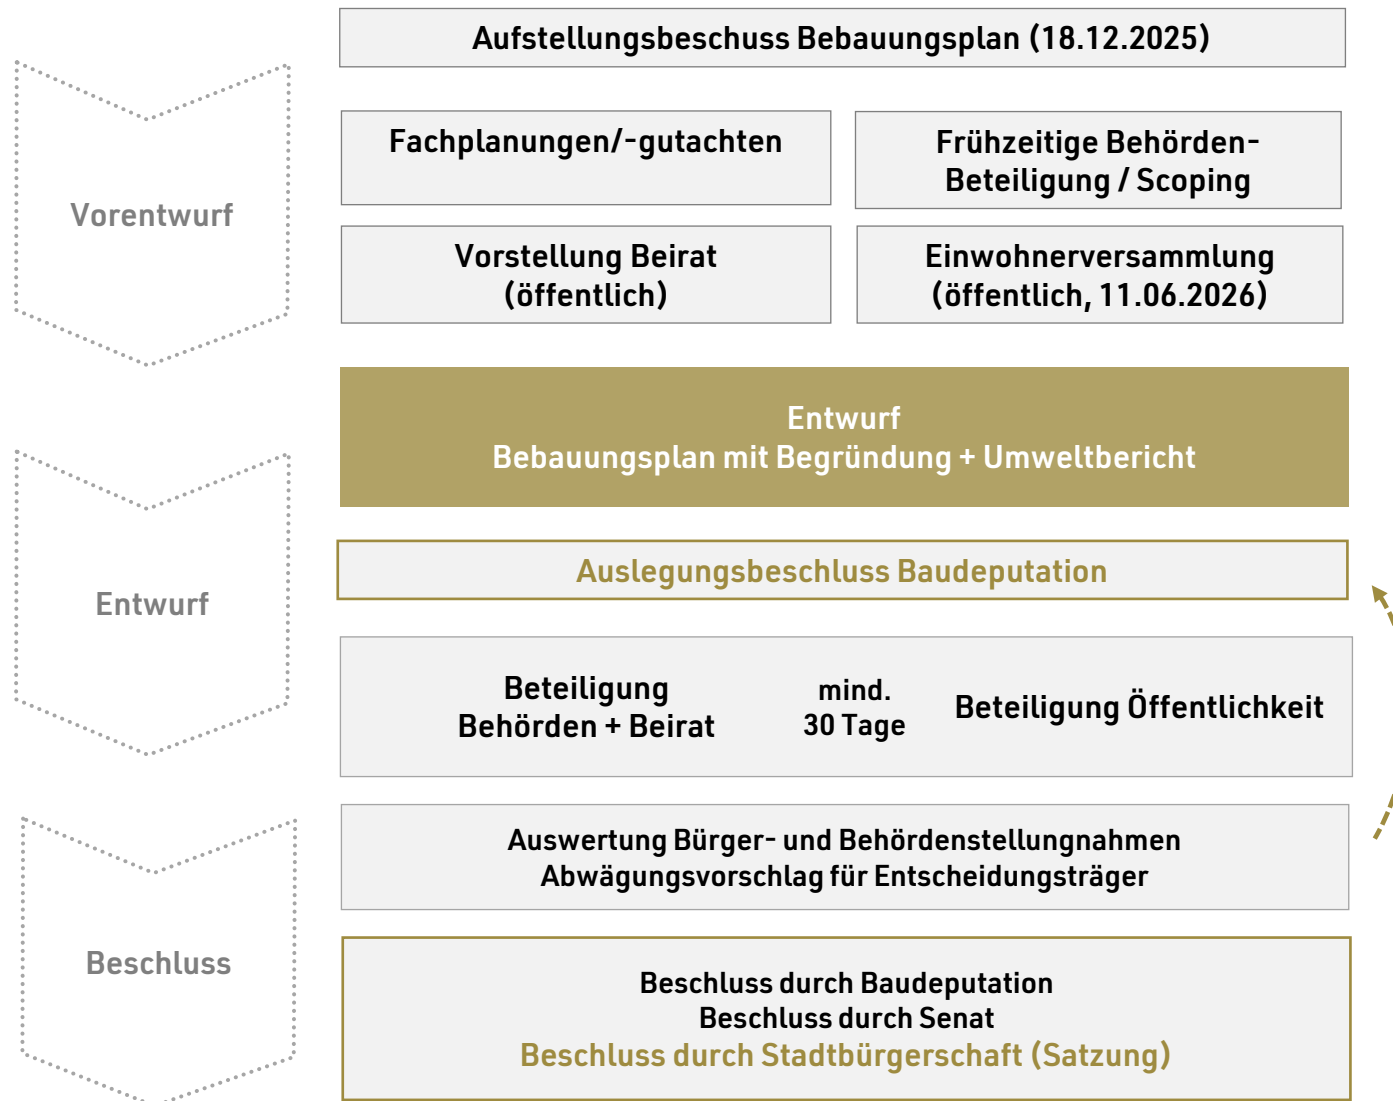 Aufstellungsbeschuss Bebauungsplan (18.12.2025)
Vorentwurf
Fachplanungen/-gutachten
Frühzeitige Behörden-
Beteiligung / Scoping
Vorstellung Beirat
(öffentlich)
Einwohnerversammlung
(öffentlich, 11.06.2026)
Entwurf
Bebauungsplan mit Begründung + Umweltbericht
Entwurf
Auslegungsbeschluss Baudeputation
Beteiligung
Behörden + Beirat
mind.
30 Tage
Beteiligung Öffentlichkeit
Beschluss
Auswertung Bürger- und Behördenstellungnahmen
Abwägungsvorschlag für Entscheidungsträger
Beschluss durch Baudeputation
Beschluss durch Senat
Beschluss durch Stadtbürgerschaft (Satzung)